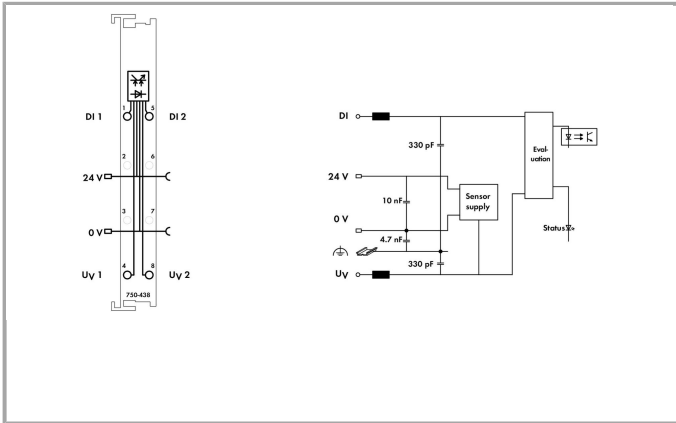 1 5
DI 1 DI 2
2 6
24 V
3 7
0 V
4 8
UV 1 UV 2
750-438
DI
330 pF
Eval-
uation
24 V
10 nF
Sensor
supply
0 V
4.7 nF
Status
330 pF
UV